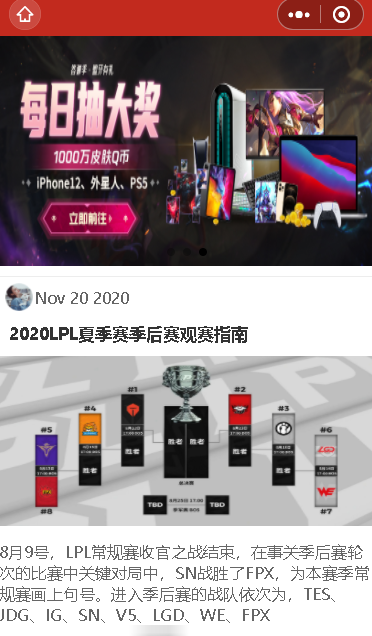 每日抽大奖
1000万皮肤Q币
iPhone12、外星人、PS5
立即前往
Nov 20 2020
2020LPL夏季赛季后赛观赛指南
#1
#2
#4
#3
#5
#6
胜者
胜者
胜者
胜者
胜者
胜者
LGD
WE
总决赛
TBD
TBD
#8
#7
8月9号，LPL常规赛收官之战结束，在事关季后赛轮
次的比赛中关键对局中，SN战胜了FPX，为本赛季常
规赛画上句号。进入季后赛的战队依次为，TES、
JDG、IG、SN、V5、LGD、WE、FPX